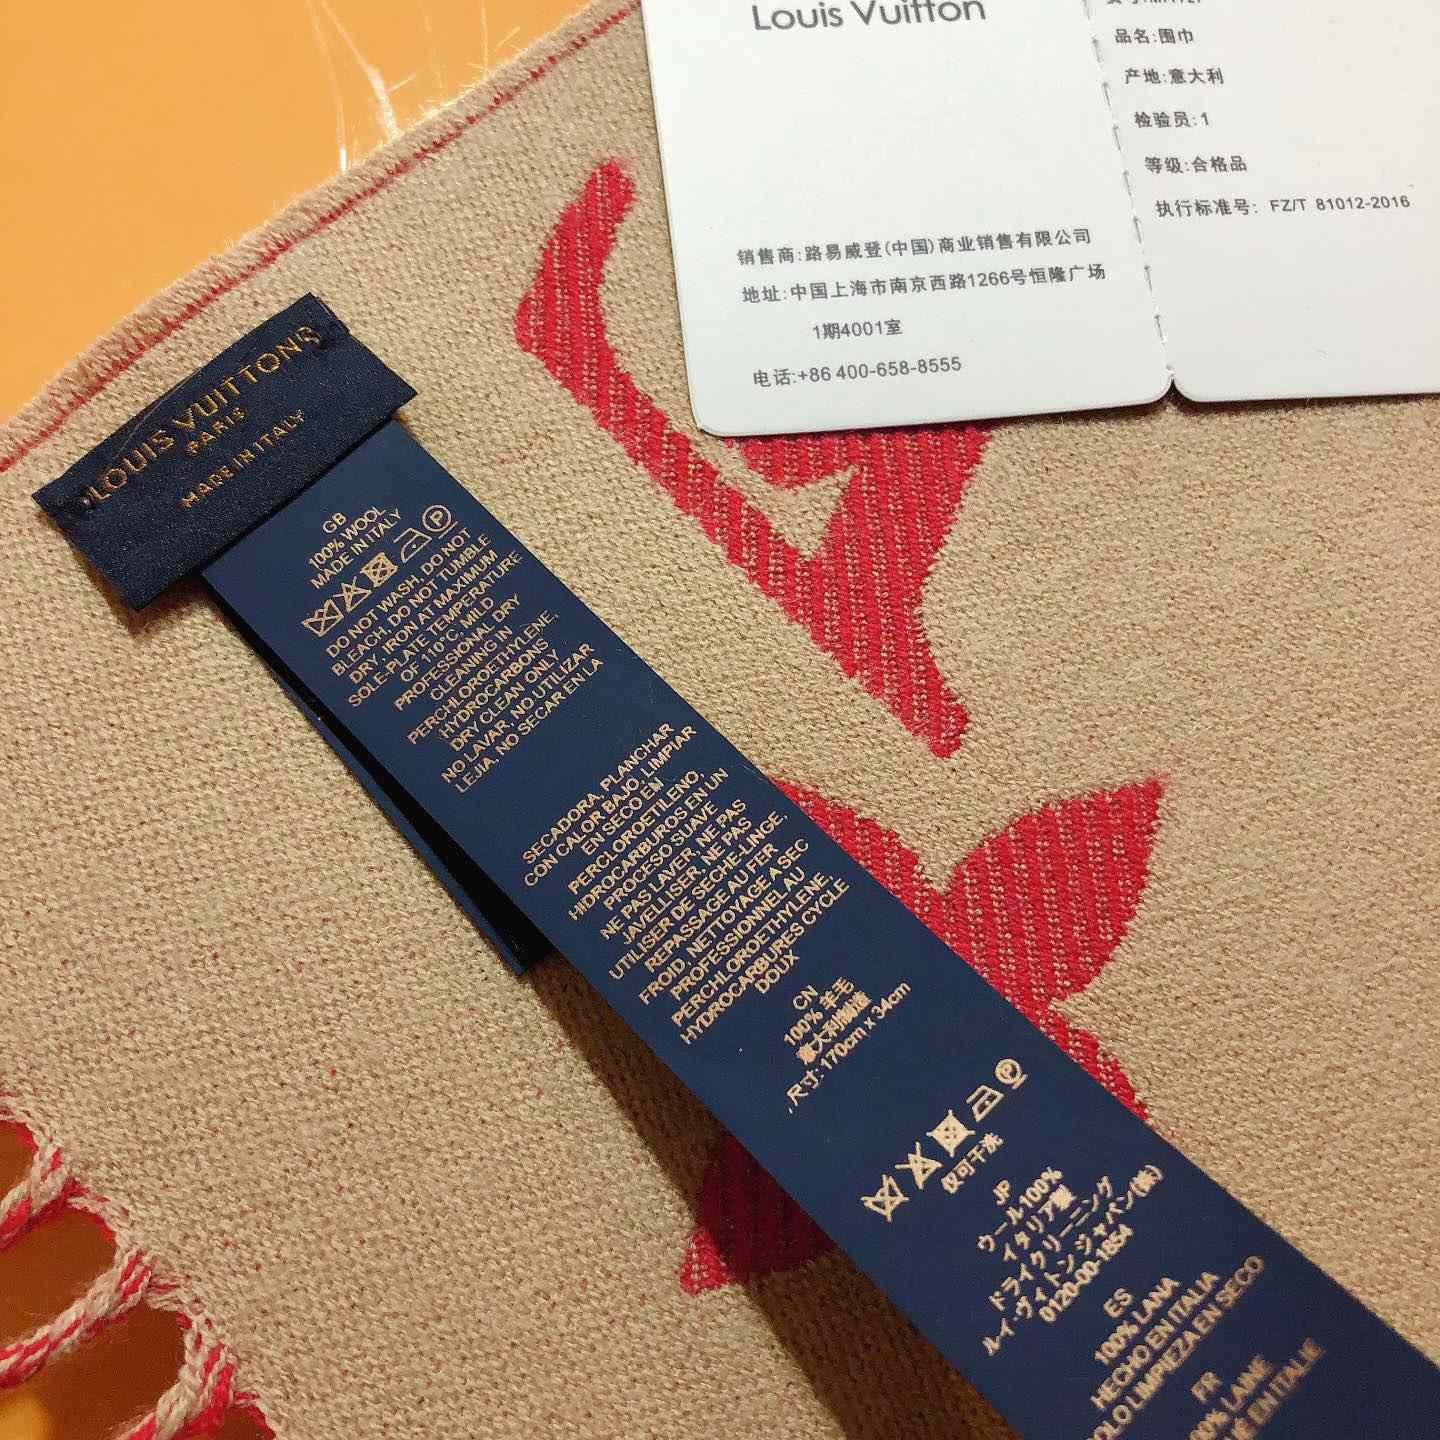 Louis Vuitton
销售商:路易威登(中国)商业销售有限公司
地址:中国上海市南京西路1266号恒隆广场
1期4001室
电话:+86 400-658-8555
品名:围巾
产地:意大利
检验员:1
等级:合格品
执行标准号: FZ/T 81012-2016
LOUIS VUITTON®
PARIS
MADE IN ITALY
GB
100% WOOL
MADE IN ITALY
DO NOT WASH, DO NOT
BLEACH, DO NOT TUMBLE
DRY, IRON AT MAXIMUM
SOLE-PLATE TEMPERATURE
OF 110°C, MILD
PROFESSIONAL DRY
CLEANING IN
PERCHLOROETHYLENE,
HYDROCARBONS
DRY CLEAN ONLY
NO LAVAR, NO UTILIZAR
LEJIA, NO SECAR EN LA
SECADORA, PLANCHAR
CON CALOR BAJO, LIMPIAR
EN SECO EN
PERCLOROETILENO,
HIDROCARBUROS EN UN
PROCESO SUAVE
NE PAS LAVER, NE PAS
JAVELLISER, NE PAS
UTILISER DE SECHE-LINGE,
REPASSAGE AU FER
FROID, NETTOYAGE A SEC
PROFESSIONNEL AU
PERCHLOROETHYLENE,
HYDROCARBURES CYCLE
DOUX
CN
100% 羊毛
意大利制造
尺寸:170cm x 34cm
仅可干洗
JP
ウール100%
イタリア製
ドライクリーニング
ルイ·ヴィトン ジャパン(株)
0120-00-1854
ES
100% LANA
HECHO EN ITALIA
LIMPIEZA EN SECO
FR
LAINE
EN ITALIE